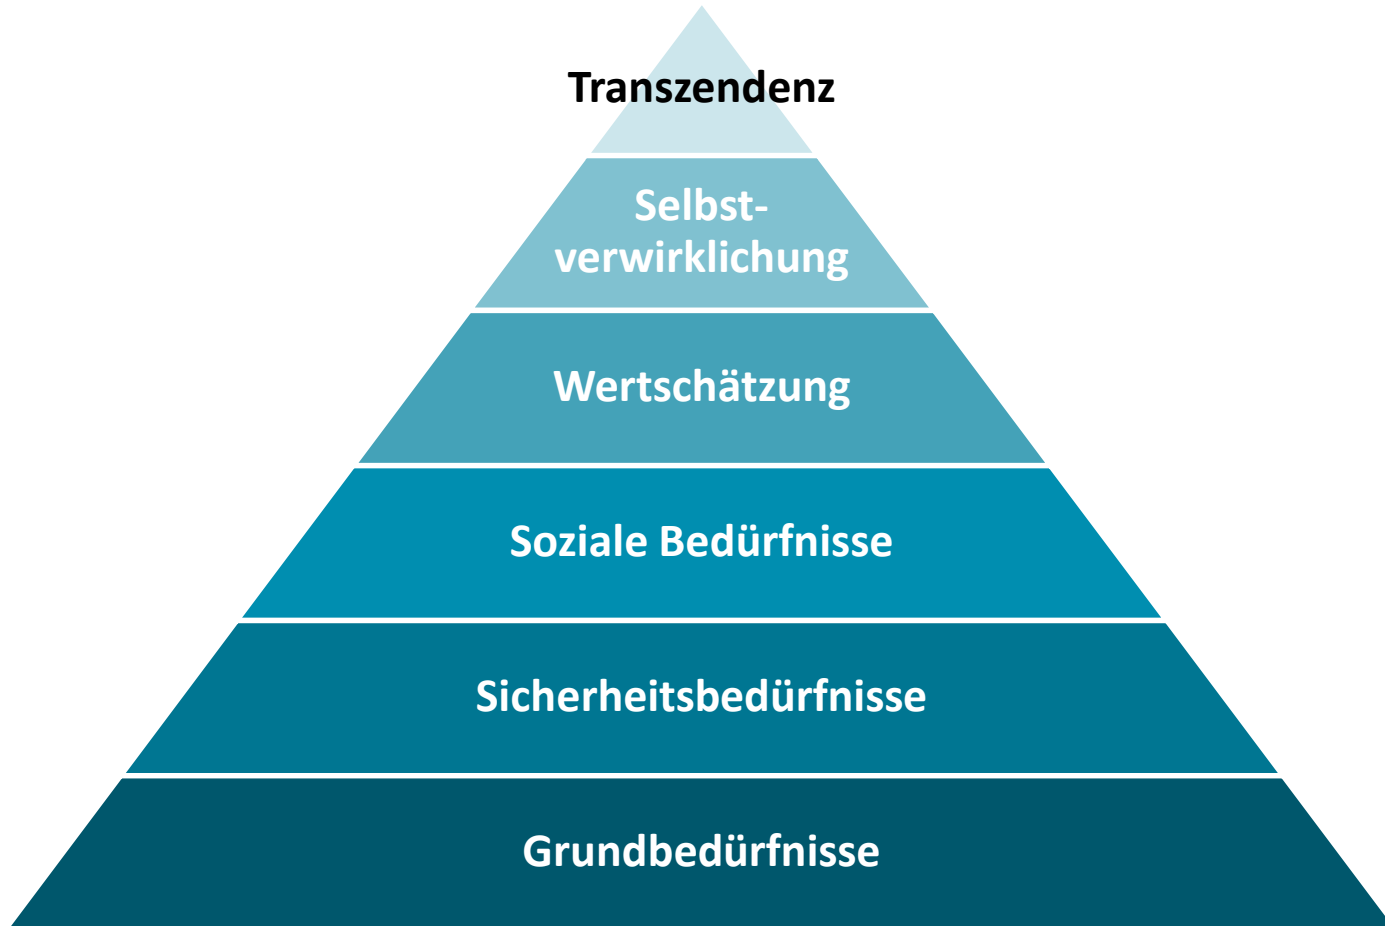 Transzendenz
Selbst-
verwirklichung
Wertschätzung
Soziale Bedürfnisse
Sicherheitsbedürfnisse
Grundbedürfnisse